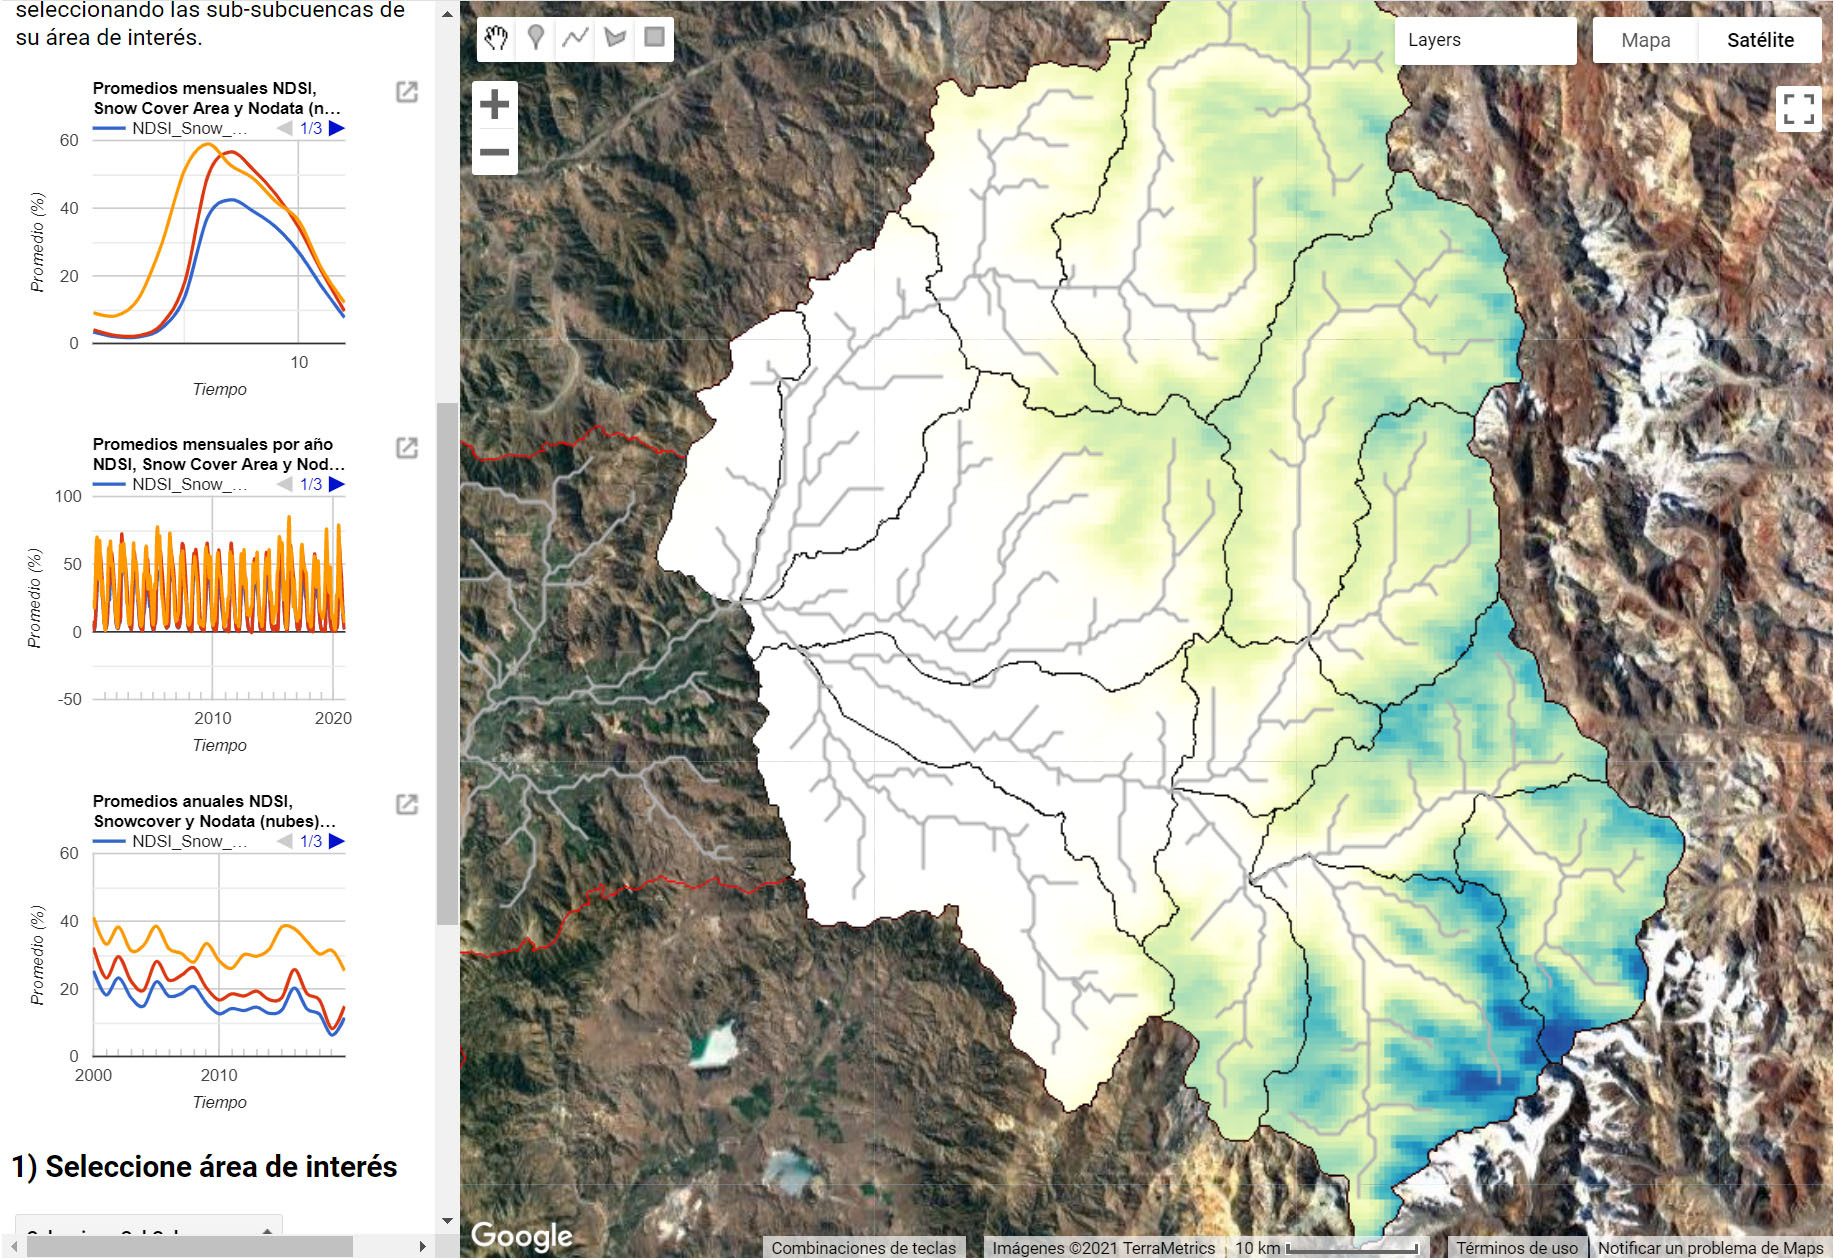 seleccionando las sub-subcuencas de
su área de interés.
Promedios mensuales NDSI,
Snow Cover Area y Nodata (n...
NDSI_Snow_...
1/3
60
40
20
0
Promedio (%)
10
Tiempo
Promedios mensuales por año
NDSI, Snow Cover Area y Nod...
NDSI_Snow_...
1/3
100
50
0
-50
Promedio (%)
2010
2020
Tiempo
Promedios anuales NDSI,
Snowcover y Nodata (nubes)...
NDSI_Snow_...
1/3
60
40
20
0
Promedio (%)
2000
2010
Tiempo
1) Seleccione área de interés
Layers
Mapa
Satélite
Google
Combinaciones de teclas
Imágenes ©2021 TerraMetrics
10 km
Términos de uso
Notificar un problema de Maps